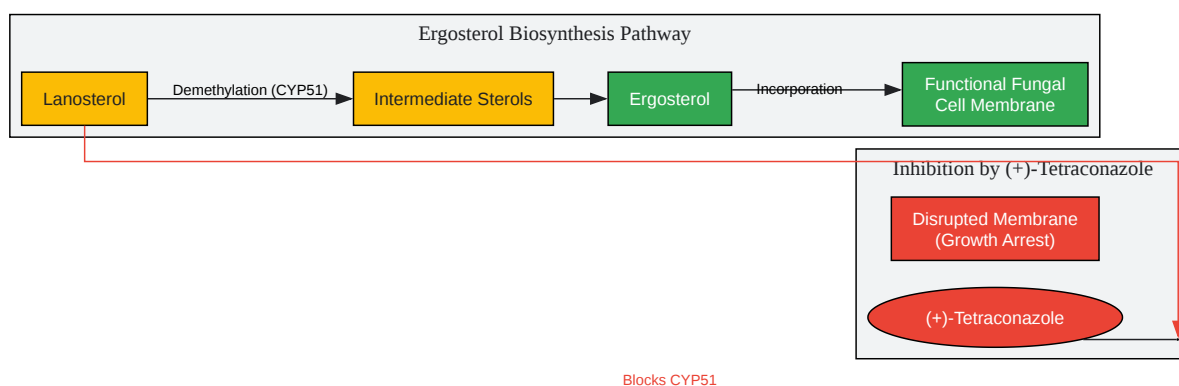 Ergosterol Biosynthesis Pathway
Lanosterol
Demethylation (CYP51)
Intermediate Sterols
Ergosterol
Incorporation
Functional Fungal
Cell Membrane
Inhibition by (+)-Tetraconazole
Disrupted Membrane
(Growth Arrest)
(+)-Tetraconazole
Blocks CYP51